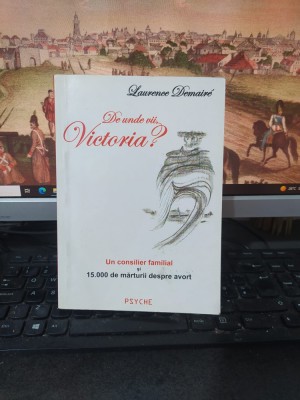 Laurence Demairé
De unde vii,
Victoria?
Un consilier familial
și
15.000 de mărturii despre avort
PSYCHE